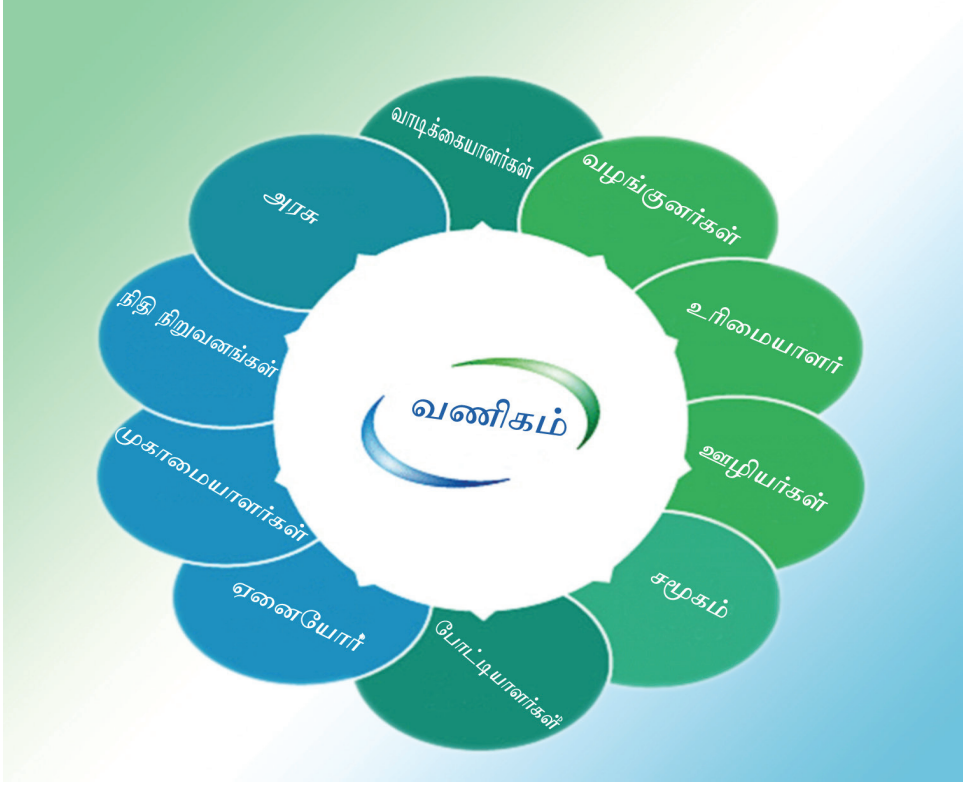 வாடிக்கையாளர்கள்
வழங்குனர்கள்
உரிமையாளர்
ஊழியர்கள்
சமூகம்
போட்டியாளர்கள்
ஏனையோர்
முகாமையாளர்கள்
நிதி நிறுவனங்கள்
அரசு
வணிகம்